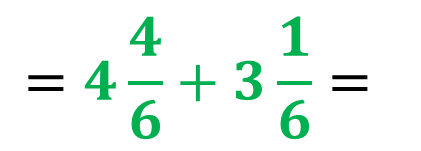 = 4 4/6 + 3 1/6 =